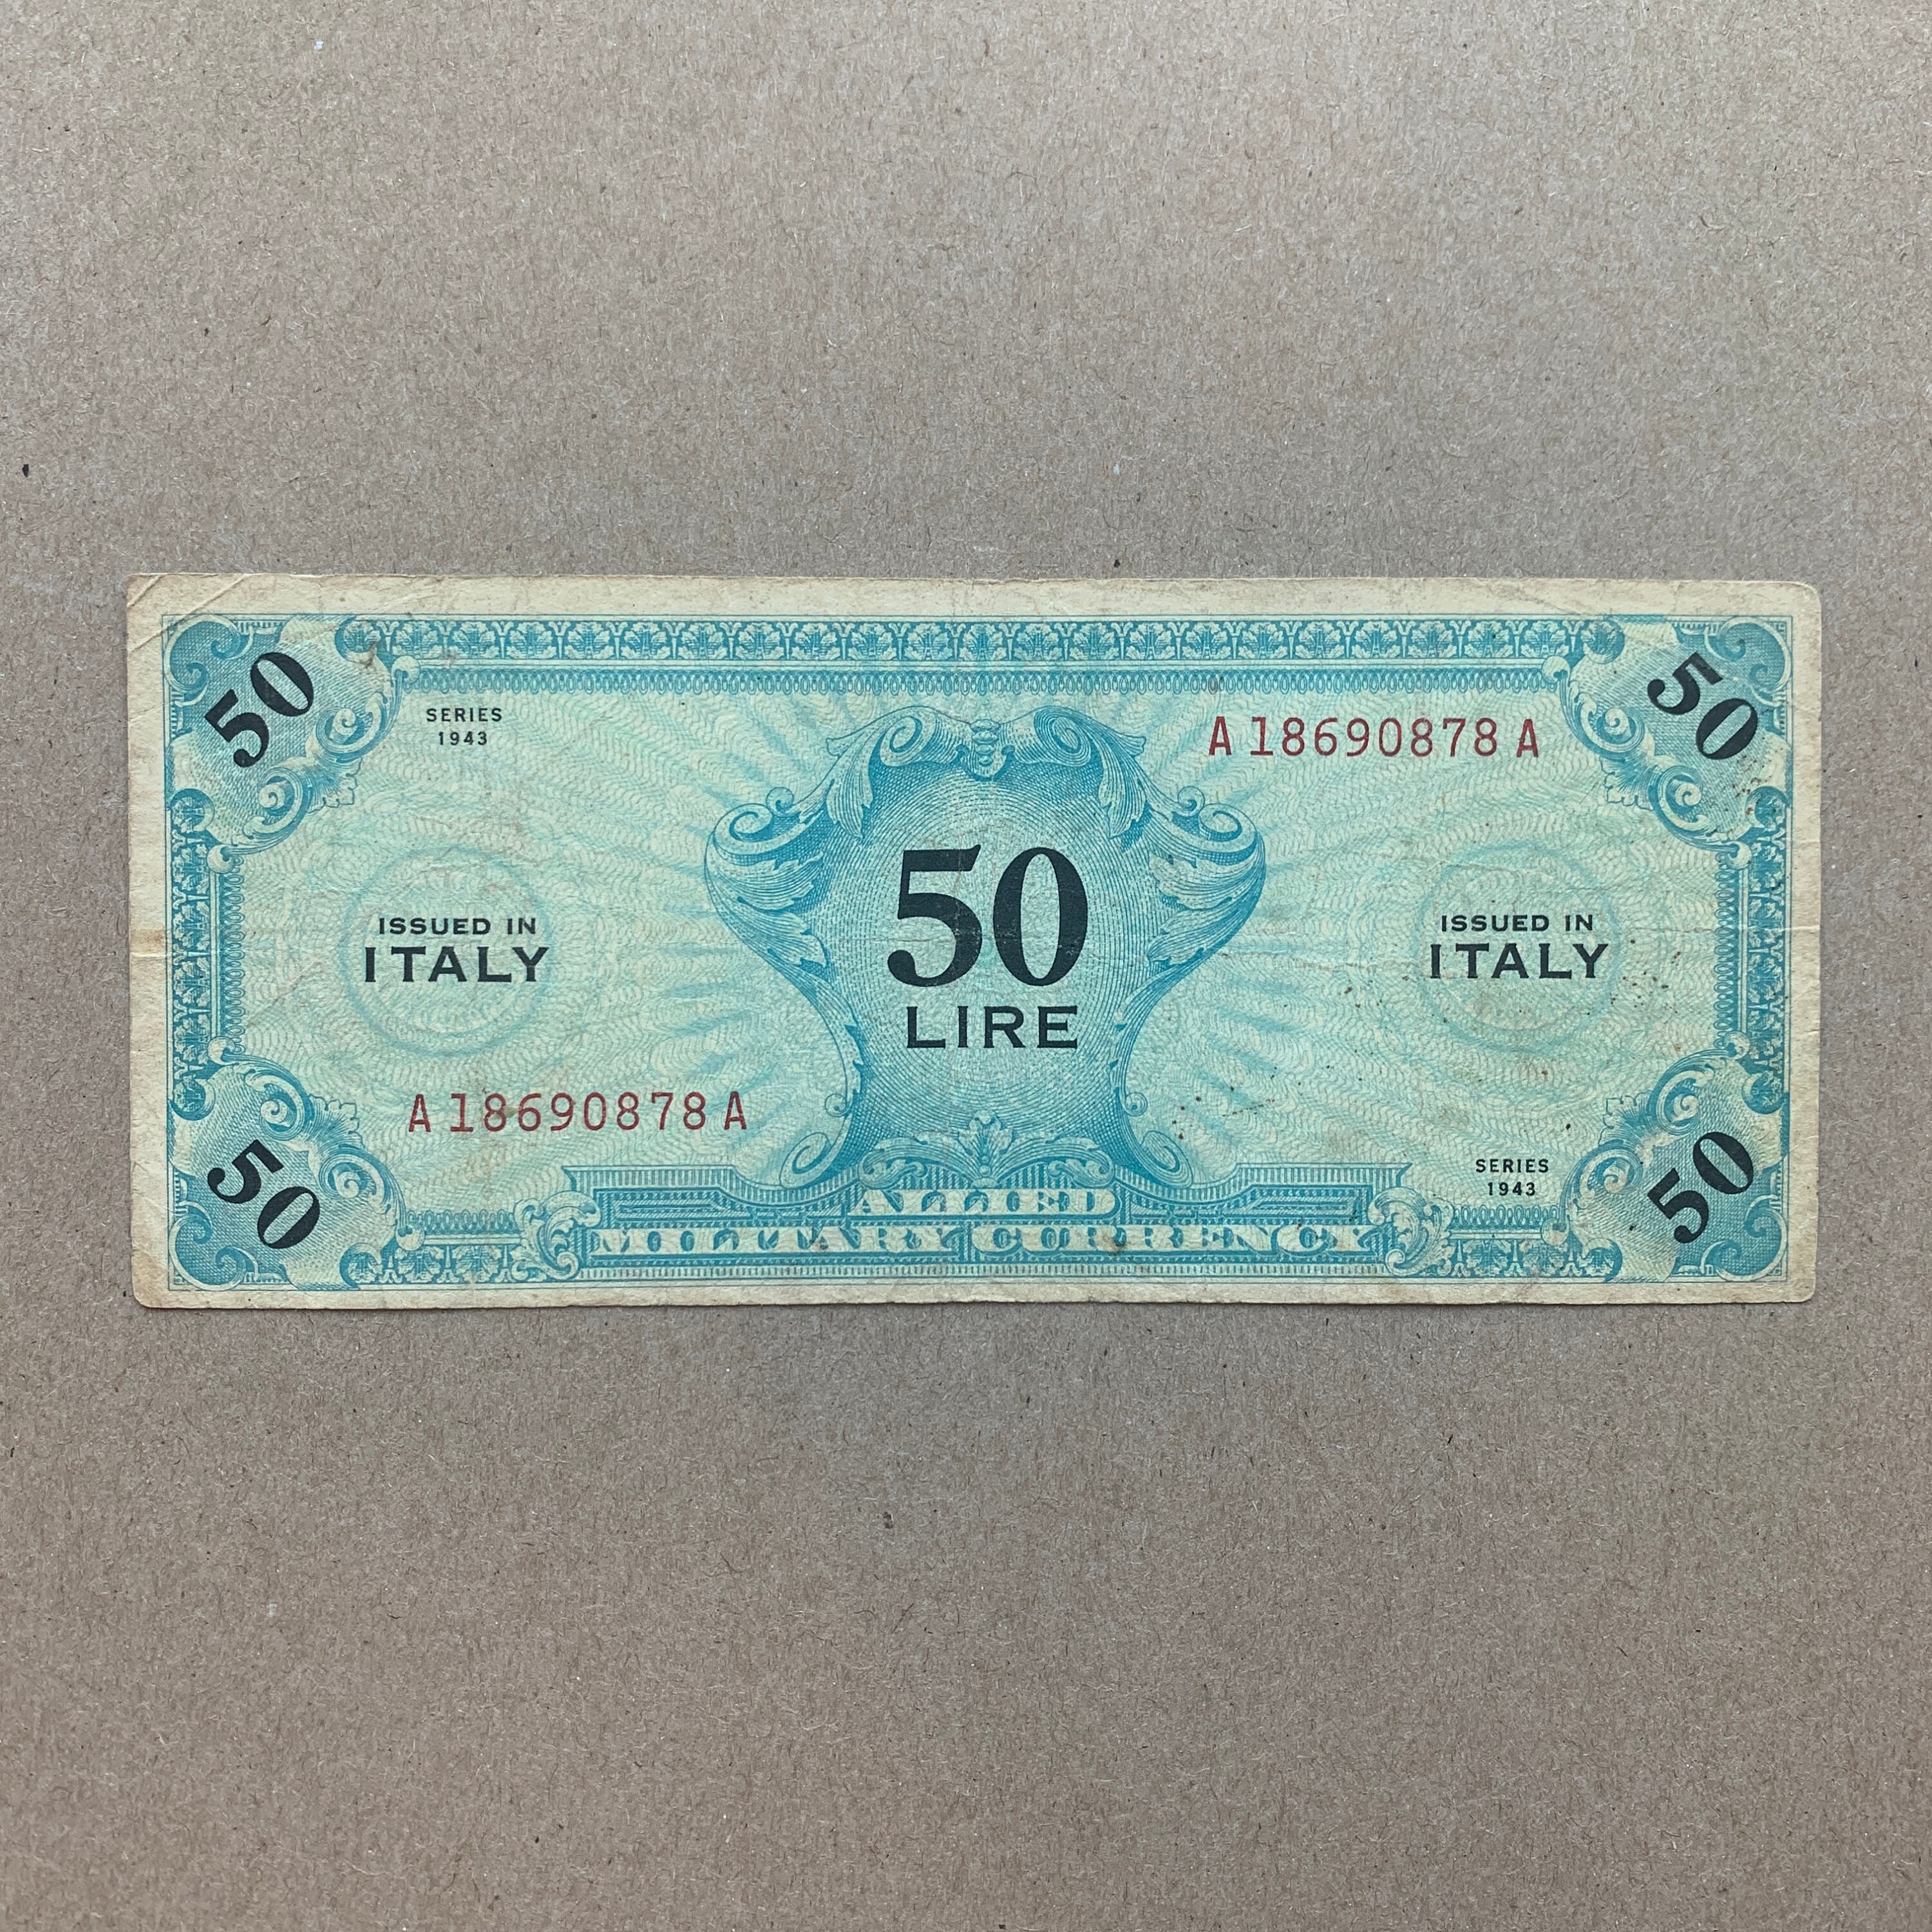 50
50
SERIES
1943
A 18690878 A
ISSUED IN
ITALY
50
LIRE
ISSUED IN
ITALY
A 18690878 A
SERIES
1943
50
50
ALLIED
MILITARY CURRENCY